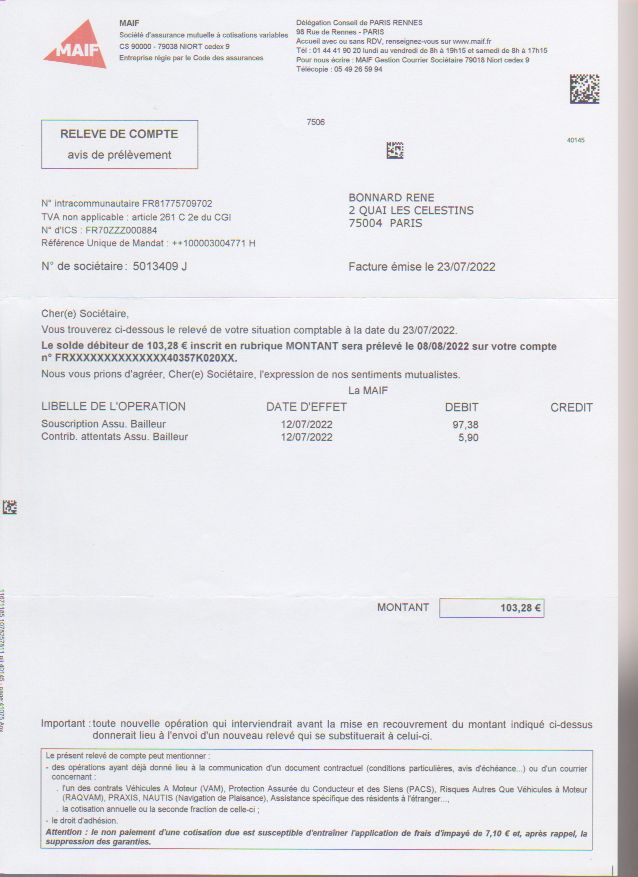 MAIF
MAIF
Société d'assurance mutuelle à cotisations variables
CS 90000 - 79038 NIORT cedex 9
Entreprise régie par le Code des assurances
Délégation Conseil de PARIS RENNES
98 Rue de Rennes - PARIS
Accueil avec ou sans RDV, renseignez-vous sur www.maif.fr
Tél : 01 44 41 90 20 lundi au vendredi de 8h à 19h15 et samedi de 8h à 17h15
Pour nous écrire : MAIF Gestion Courrier Sociétaire 79018 Niort cedex 9
Télécopie : 05 49 26 59 94
7506
40145
RELEVE DE COMPTE
avis de prélèvement
N° intracommunautaire FR81775709702
TVA non applicable : article 261 C 2e du CGI
N° d'ICS : FR70ZZZ000884
Référence Unique de Mandat : ++100003004771 H
N° de sociétaire : 5013409 J
BONNARD RENE
2 QUAI LES CELESTINS
75004 PARIS
Facture émise le 23/07/2022
Cher(e) Sociétaire,
Vous trouverez ci-dessous le relevé de votre situation comptable à la date du 23/07/2022.
Le solde débiteur de 103,28 € inscrit en rubrique MONTANT sera prélevé le 08/08/2022 sur votre compte
n° FRXXXXXXXXXXXXXX40357K020XX.
Nous vous prions d'agréer, Cher(e) Sociétaire, l'expression de nos sentiments mutualistes.
La MAIF
LIBELLE DE L'OPERATION DATE D'EFFET DEBIT CREDIT
Souscription Assu. Bailleur 12/07/2022 97,38
Contrib. attentats Assu. Bailleur 12/07/2022 5,90
MONTANT 103,28 €
Important : toute nouvelle opération qui interviendrait avant la mise en recouvrement du montant indiqué ci-dessus
donnerait lieu à l'envoi d'un nouveau relevé qui se substituerait à celui-ci.
Le présent relevé de compte peut mentionner :
- des opérations ayant déjà donné lieu à la communication d'un document contractuel (conditions particulières, avis d'échéance...) ou d'un courrier
concernant :
. l'un des contrats Véhicules A Moteur (VAM), Protection Assurée du Conducteur et des Siens (PACS), Risques Autres Que Véhicules à Moteur
(RAQVAM), PRAXIS, NAUTIS (Navigation de Plaisance), Assistance spécifique des résidents à l'étranger...,
. la cotisation annuelle ou la seconde fraction de celle-ci ;
- le droit d'adhésion.
Attention : le non paiement d'une cotisation due est susceptible d'entraîner l'application de frais d'impayé de 7,10 € et, après rappel, la
suppression des garanties.